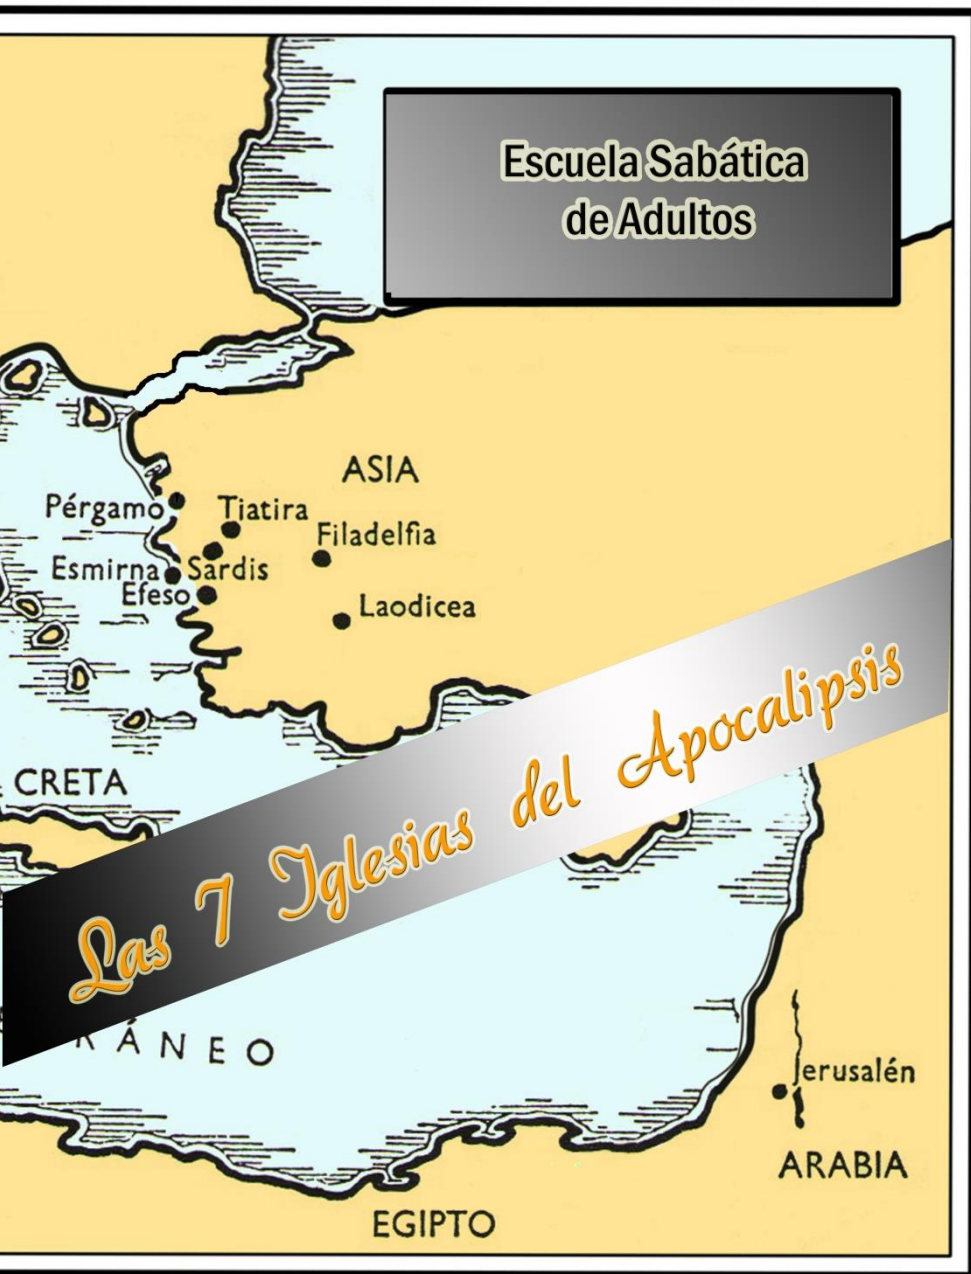 Escuela Sabática
de Adultos
ASIA
Pérgamo
Tiatira
Filadelfia
Esmirna
Sardis
Efeso
Laodicea
Las 7 Iglesias del Apocalipsis
CRETA
RÁNEO
Jerusalén
ARABIA
EGIPTO